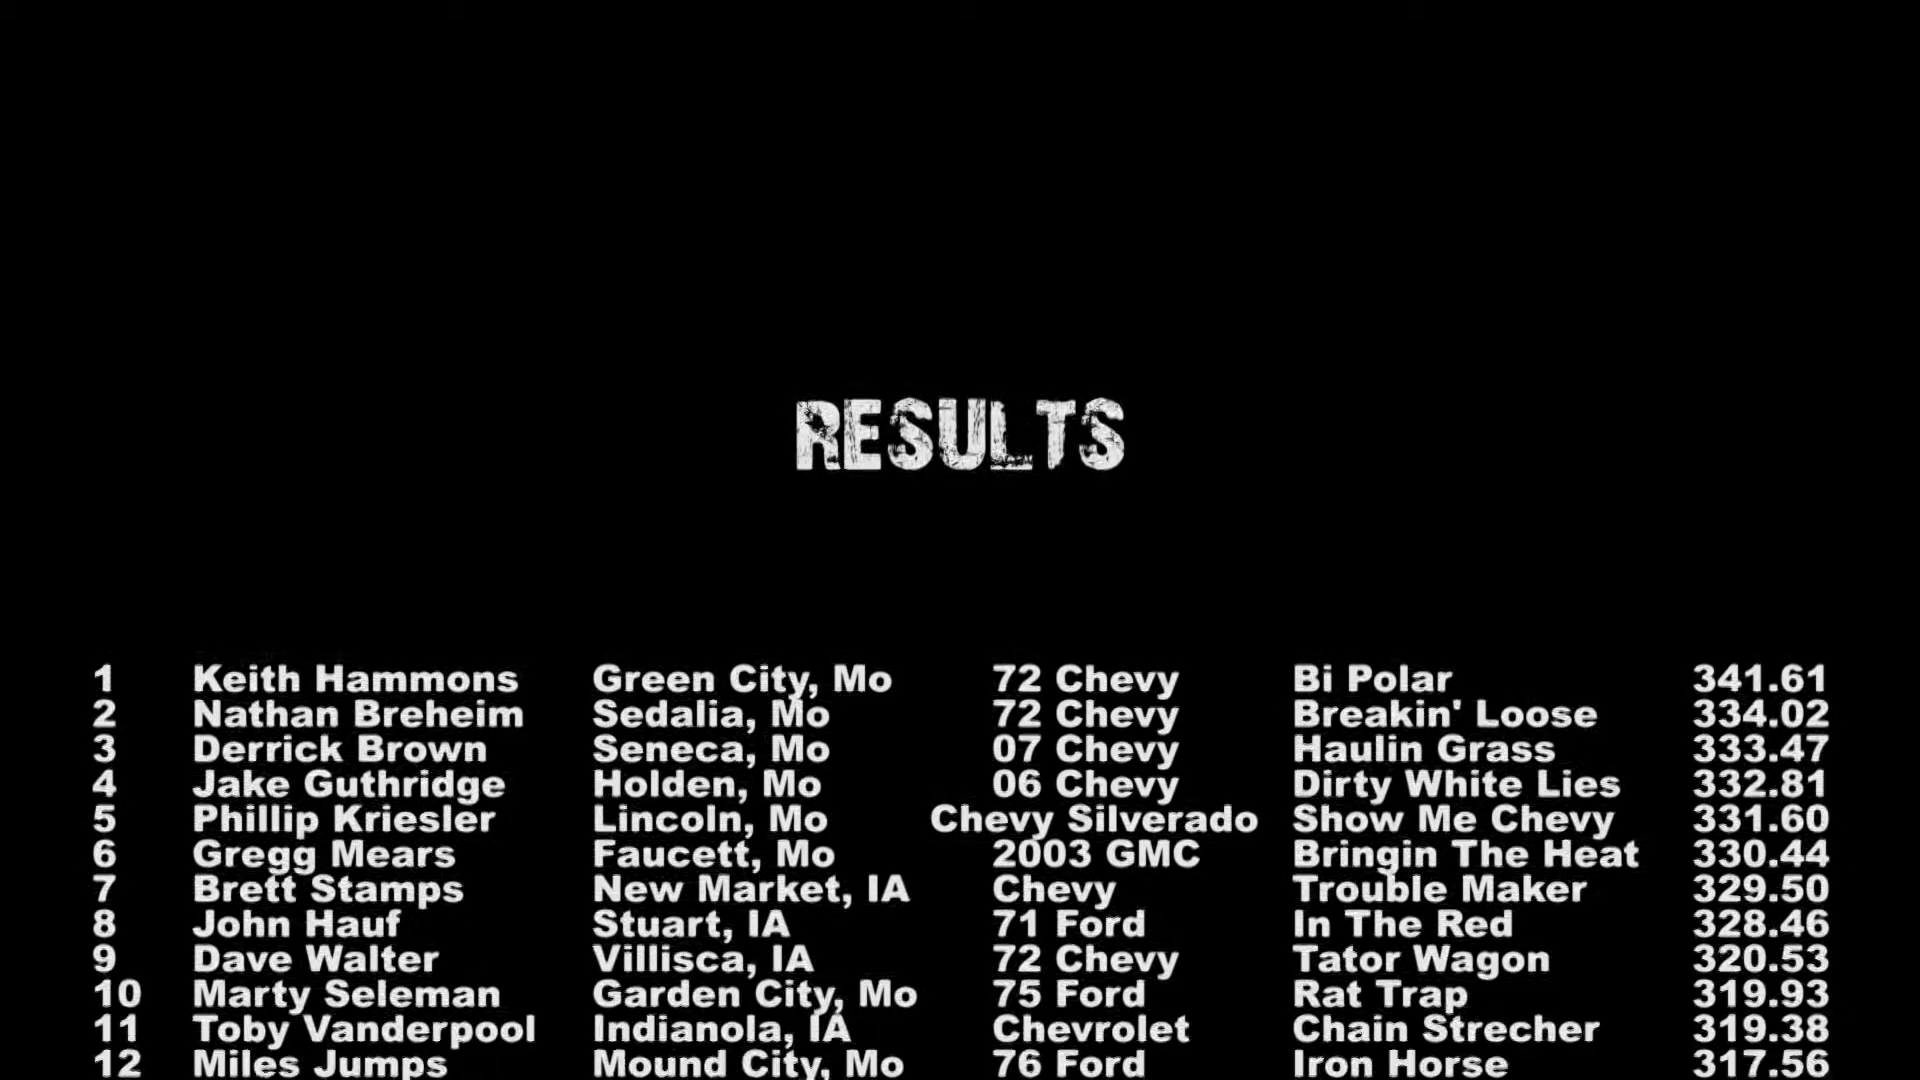 RESULTS
1 Keith Hammons Green City, Mo 72 Chevy Bi Polar 341.61
2 Nathan Breheim Sedalia, Mo 72 Chevy Breakin' Loose 334.02
3 Derrick Brown Seneca, Mo 07 Chevy Haulin Grass 333.47
4 Jake Guthridge Holden, Mo 06 Chevy Dirty White Lies 332.81
5 Phillip Kriesler Lincoln, Mo Chevy Silverado Show Me Chevy 331.60
6 Gregg Mears Faucett, Mo 2003 GMC Bringin The Heat 330.44
7 Brett Stamps New Market, IA Chevy Trouble Maker 329.50
8 John Hauf Stuart, IA 71 Ford In The Red 328.46
9 Dave Walter Villisca, IA 72 Chevy Tator Wagon 320.53
10 Marty Seleman Garden City, Mo 75 Ford Rat Trap 319.93
11 Toby Vanderpool Indianola, IA Chevrolet Chain Strecher 319.38
12 Miles Jumps Mound City, Mo 76 Ford Iron Horse 317.56